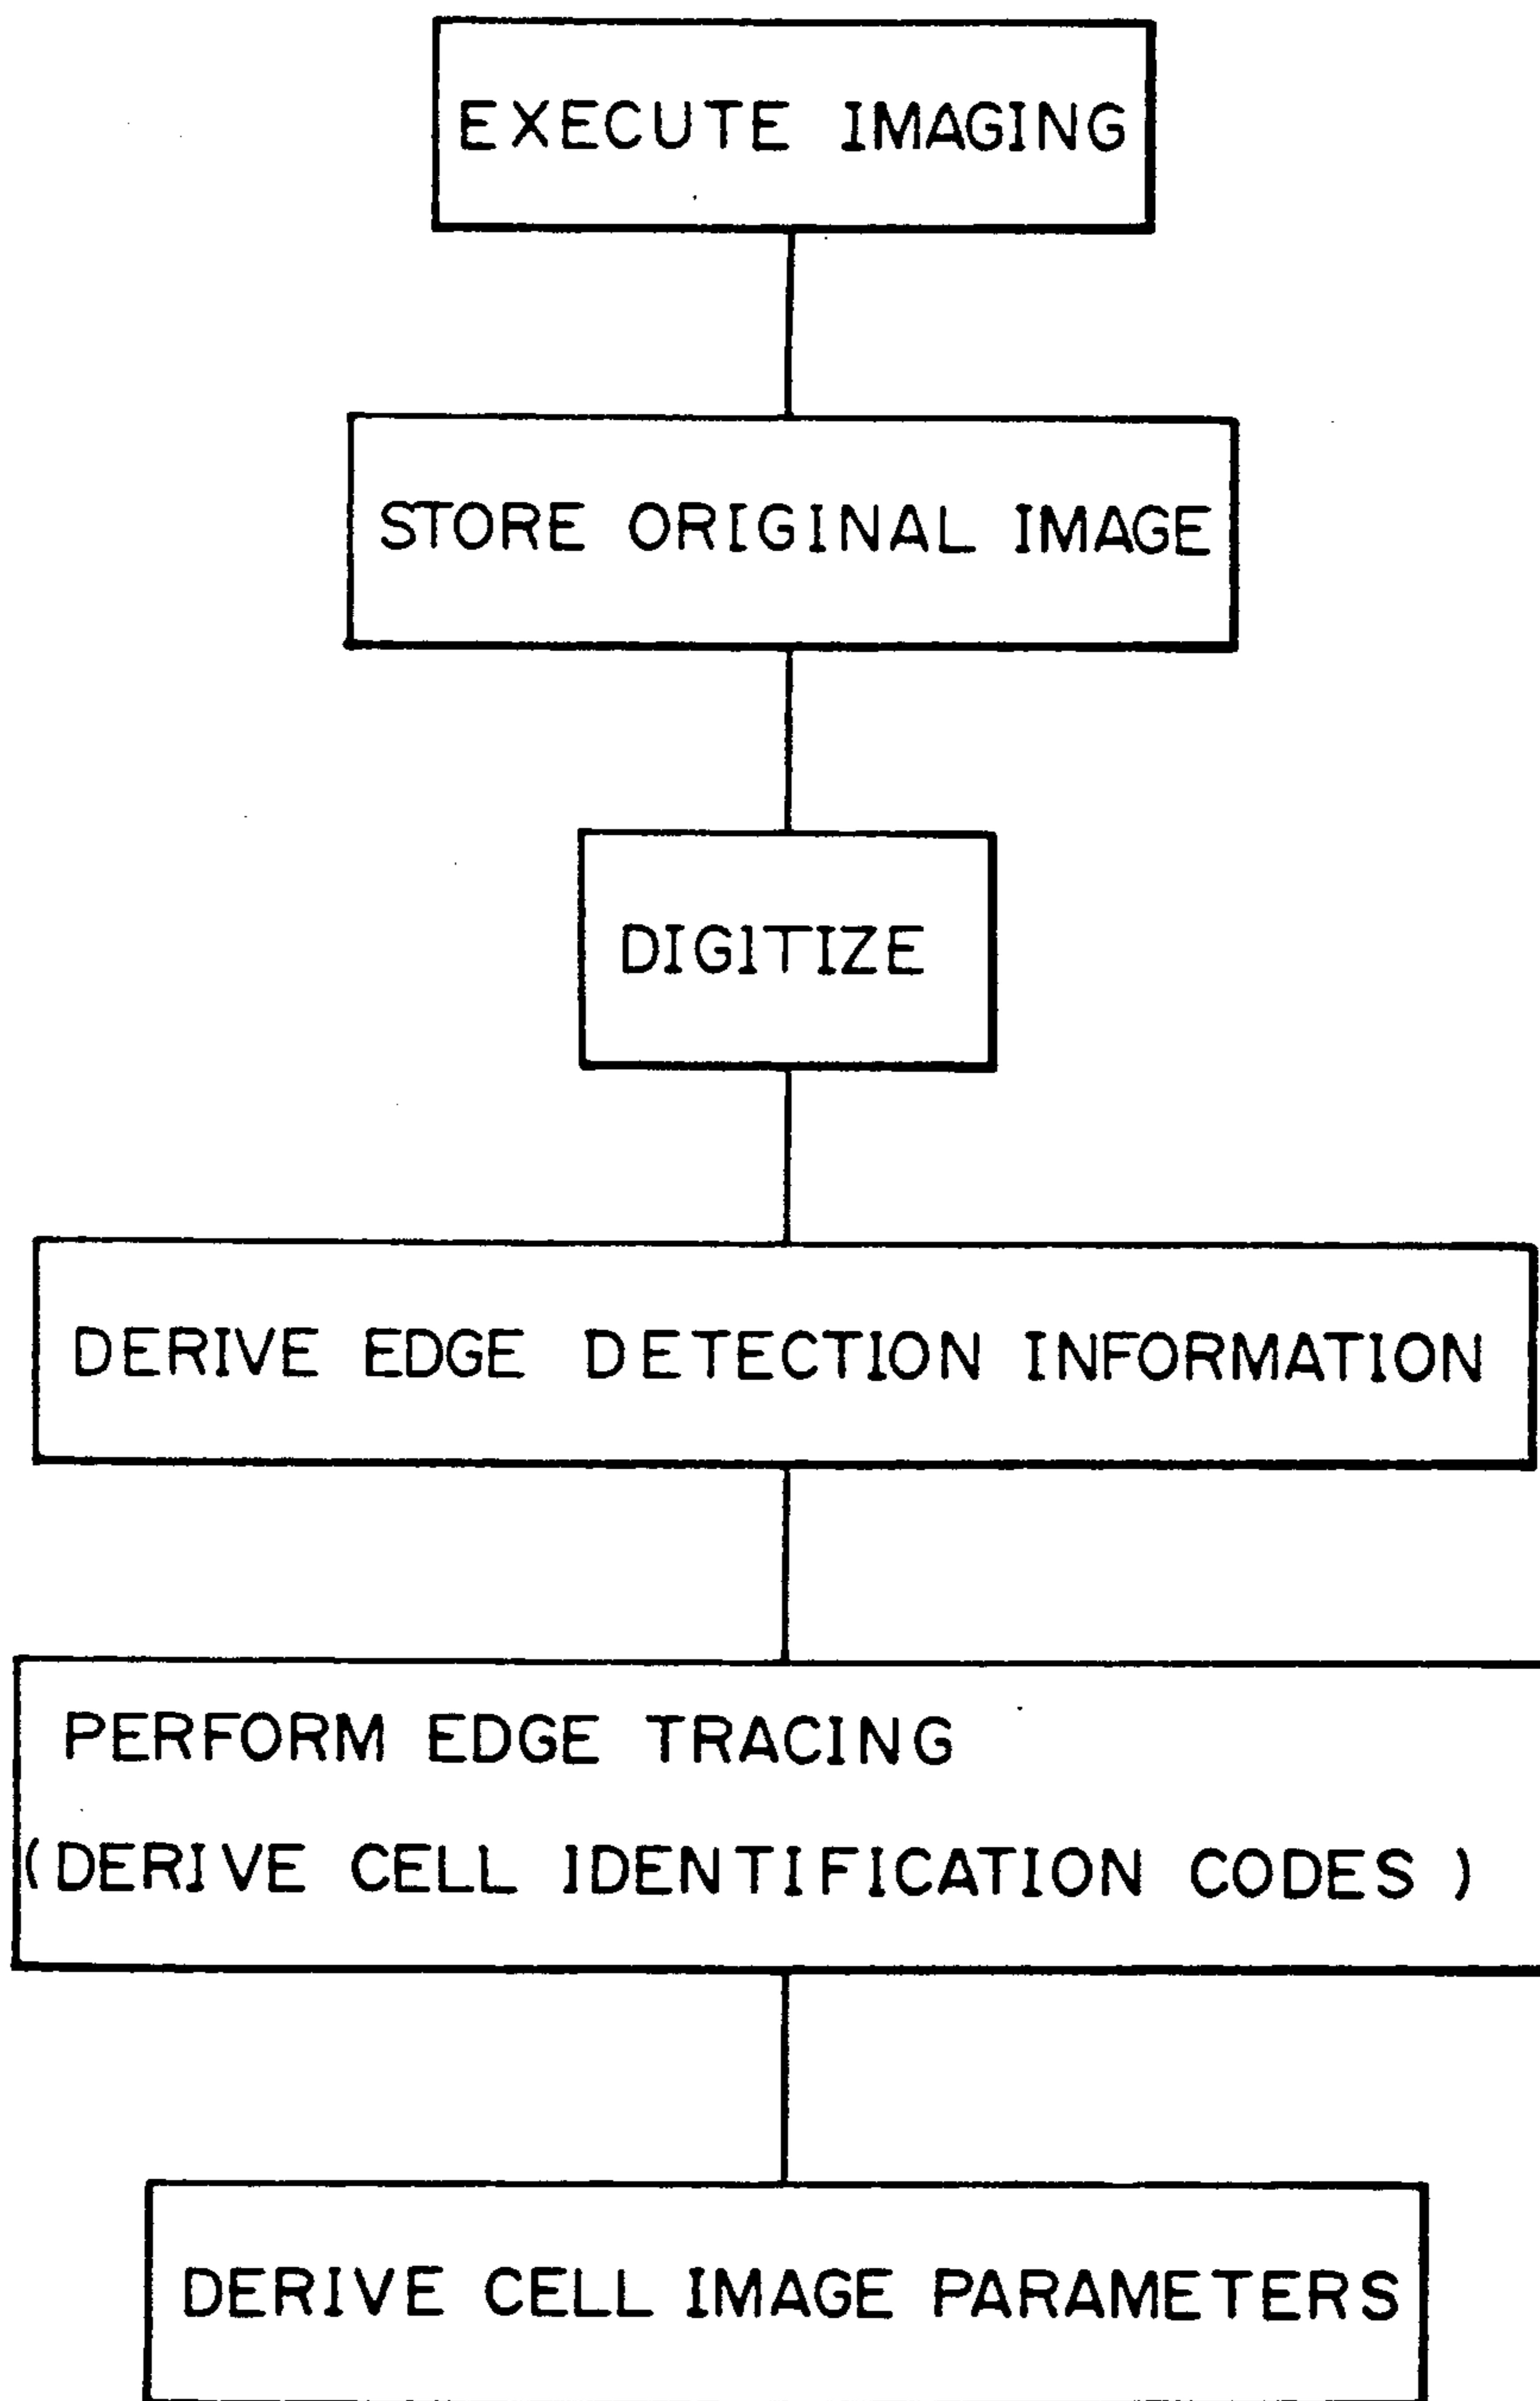 EXECUTE IMAGING
STORE ORIGINAL IMAGE
DIGITIZE
DERIVE EDGE DETECTION INFORMATION
PERFORM EDGE TRACING
(DERIVE CELL IDENTIFICATION CODES)
DERIVE CELL IMAGE PARAMETERS